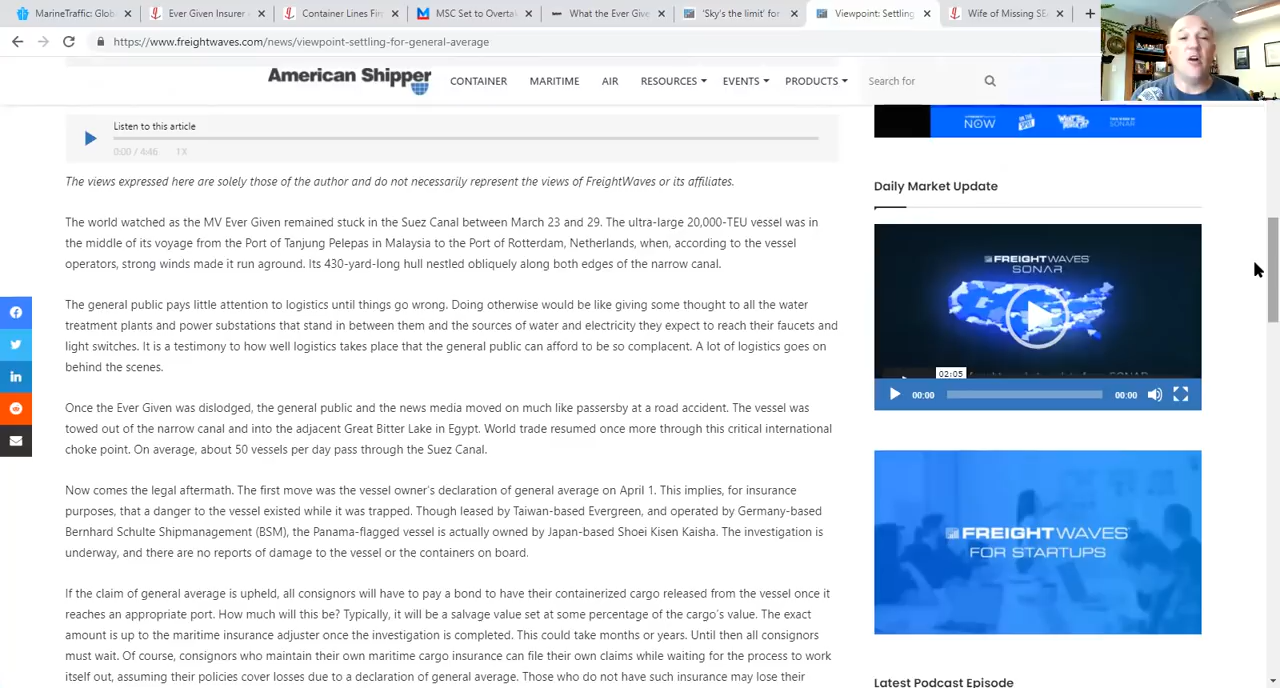 MarineTraffic: Global
Ever Given Insurer
Container Lines Fir
MSC Set to Overtak
What the Ever Give
'Sky's the limit' for
Viewpoint: Settling
Wife of Missing SE
https://www.freightwaves.com/news/viewpoint-settling-for-general-average
American Shipper
CONTAINER MARITIME AIR RESOURCES EVENTS PRODUCTS Search for
Listen to this article
0:00 / 4:46 1X
The views expressed here are solely those of the author and do not necessarily represent the views of FreightWaves or its affiliates.
The world watched as the MV Ever Given remained stuck in the Suez Canal between March 23 and 29. The ultra-large 20,000-TEU vessel was in
the middle of its voyage from the Port of Tanjung Pelepas in Malaysia to the Port of Rotterdam, Netherlands, when, according to the vessel
operators, strong winds made it run aground. Its 430-yard-long hull nestled obliquely along both edges of the narrow canal.
The general public pays little attention to logistics until things go wrong. Doing otherwise would be like giving some thought to all the water
treatment plants and power substations that stand in between them and the sources of water and electricity they expect to reach their faucets and
light switches. It is a testimony to how well logistics takes place that the general public can afford to be so complacent. A lot of logistics goes on
behind the scenes.
Once the Ever Given was dislodged, the general public and the news media moved on much like passersby at a road accident. The vessel was
towed out of the narrow canal and into the adjacent Great Bitter Lake in Egypt. World trade resumed once more through this critical international
choke point. On average, about 50 vessels per day pass through the Suez Canal.
Now comes the legal aftermath. The first move was the vessel owner's declaration of general average on April 1. This implies, for insurance
purposes, that a danger to the vessel existed while it was trapped. Though leased by Taiwan-based Evergreen, and operated by Germany-based
Bernhard Schulte Shipmanagement (BSM), the Panama-flagged vessel is actually owned by Japan-based Shoei Kisen Kaisha. The investigation is
underway, and there are no reports of damage to the vessel or the containers on board.
If the claim of general average is upheld, all consignors will have to pay a bond to have their containerized cargo released from the vessel once it
reaches an appropriate port. How much will this be? Typically, it will be a salvage value set at some percentage of the cargo's value. The exact
amount is up to the maritime insurance adjuster once the investigation is completed. This could take months or years. Until then all consignors
must wait. Of course, consignors who maintain their own maritime cargo insurance can file their own claims while waiting for the process to work
itself out, assuming their policies cover losses due to a declaration of general average. Those who do not have such insurance may lose their
NOW
SONAR
Daily Market Update
FREIGHTWAVES
SONAR
02:05
00:00 00:00
FREIGHTWAVES
FOR STARTUPS
Latest Podcast Episode